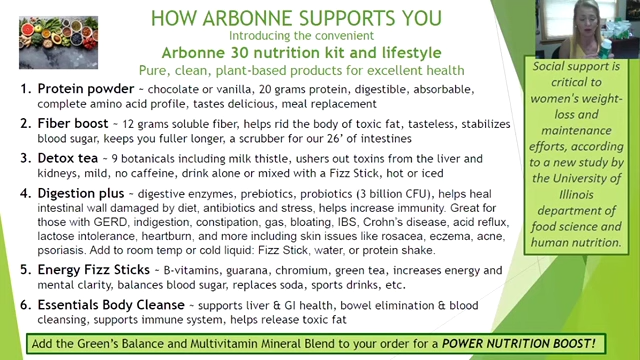 HOW ARBONNE SUPPORTS YOU
Introducing the convenient
Arbonne 30 nutrition kit and lifestyle
Pure, clean, plant-based products for excellent health
1. Protein powder ~ chocolate or vanilla, 20 grams protein, digestible, absorbable,
complete amino acid profile, tastes delicious, meal replacement
2. Fiber boost ~ 12 grams soluble fiber, helps rid the body of toxic fat, tasteless, stabilizes
blood sugar, keeps you fuller longer, a scrubber for our 26’ of intestines
3. Detox tea ~ 9 botanicals including milk thistle, ushers out toxins from the liver and
kidneys, mild, no caffeine, drink alone or mixed with a Fizz Stick, hot or iced
4. Digestion plus ~ digestive enzymes, prebiotics, probiotics (3 billion CFU), helps heal
intestinal wall damaged by diet, antibiotics and stress, helps increase immunity. Great for
those with GERD, indigestion, constipation, gas, bloating, IBS, Crohn’s disease, acid reflux,
lactose intolerance, heartburn, and more including skin issues like rosacea, eczema, acne,
psoriasis. Add to room temp or cold liquid: Fizz Stick, water, or protein shake.
5. Energy Fizz Sticks ~ B-vitamins, guarana, chromium, green tea, increases energy and
mental clarity, balances blood sugar, replaces soda, sports drinks, etc.
6. Essentials Body Cleanse ~ supports liver & GI health, bowel elimination & blood
cleansing, supports immune system, helps release toxic fat
Social support is
critical to
women's weight-
loss and
maintenance
efforts, according
to a new study by
the University of
Illinois
department of
food science and
human nutrition.
Add the Green’s Balance and Multivitamin Mineral Blend to your order for a POWER NUTRITION BOOST!